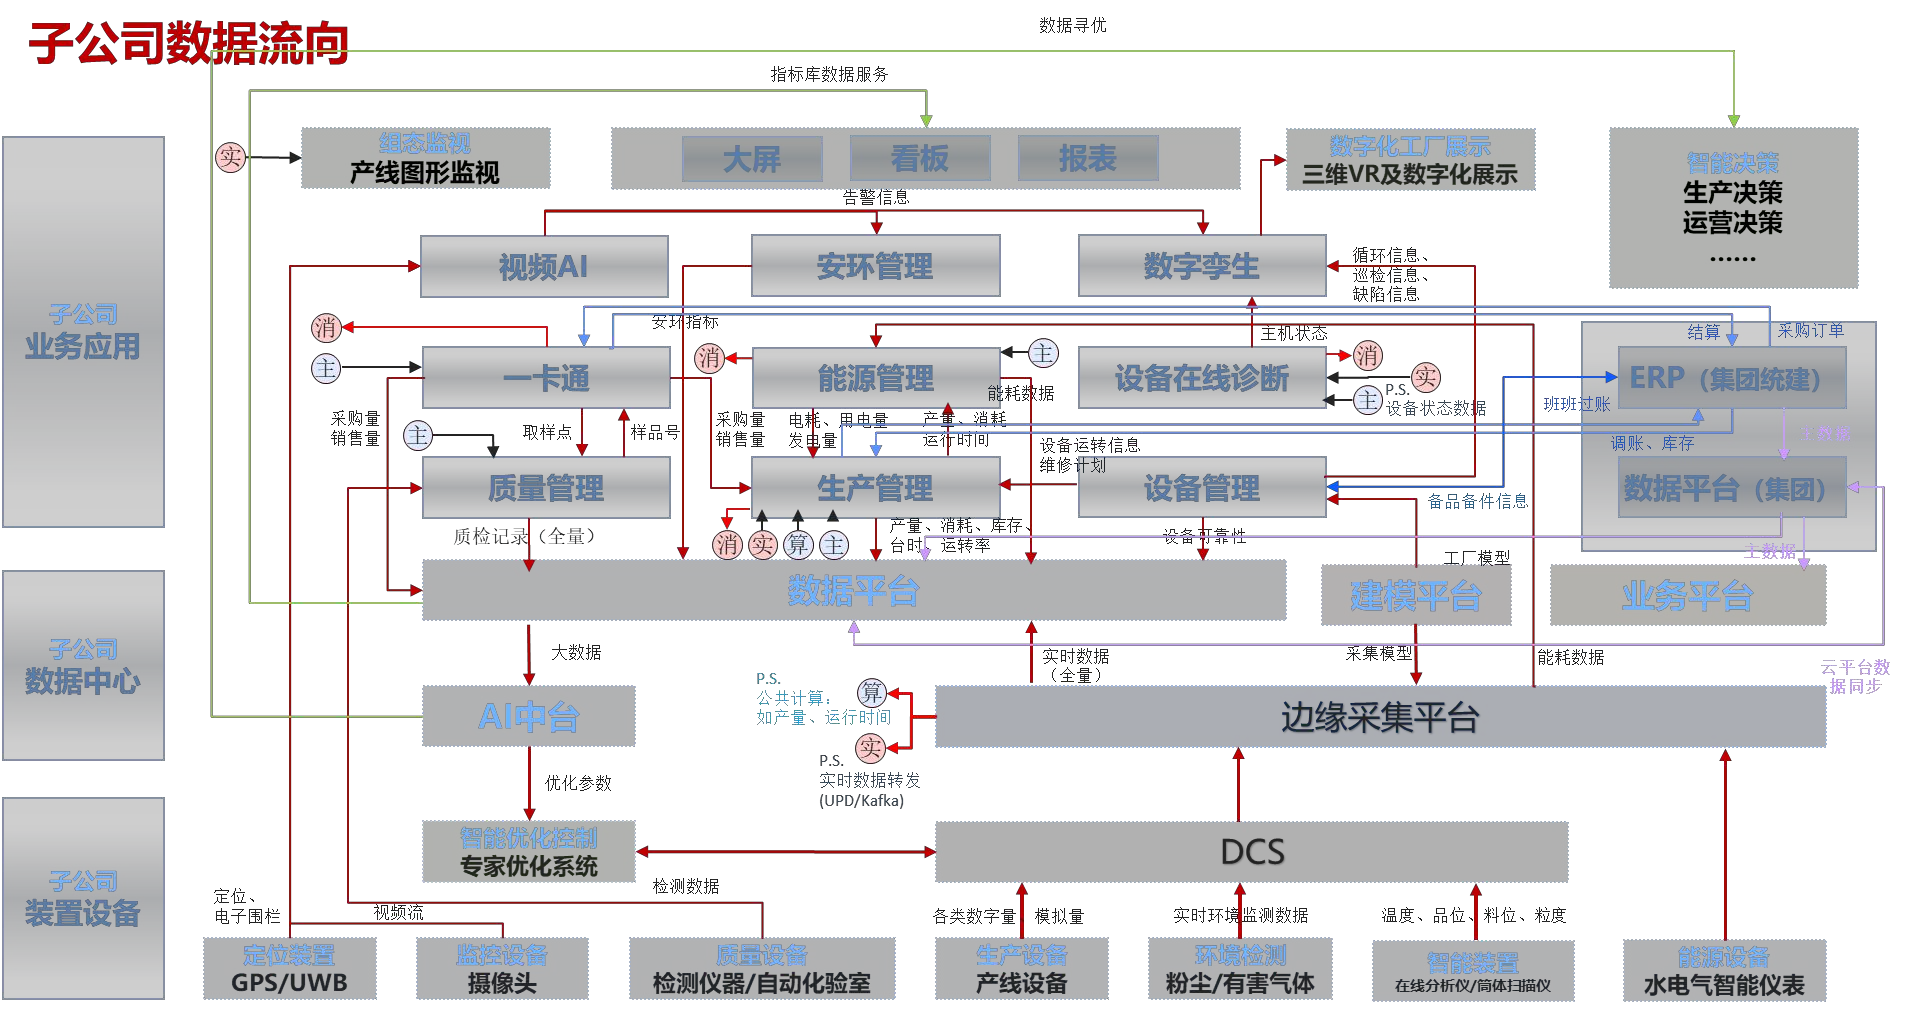 子公司数据流向
数据寻优
指标库数据服务
实
组态监视
产线图形监视
大屏
看板
报表
数字化工厂展示
三维VR及数字化展示
智能决策
生产决策
运营决策
......
告警信息
子公司
业务应用
视频AI
安环管理
数字孪生
循环信息、
巡检信息、
缺陷信息
消
安环指标
主机状态
结算
采购订单
主
一卡通
消
能源管理
主
设备在线诊断
消
实
主
P.S.
设备状态数据
ERP（集团统建）
能耗数据
班班过账
采购量
销售量
主
取样点
样品号
采购量
销售量
电耗、用电量
发电量
产量、消耗
运行时间
设备运转信息
维修计划
调账、库存
主数据
质量管理
生产管理
设备管理
数据平台（集团）
备品备件信息
质检记录（全量）
消
实
算
主
产量、消耗、库存、
台时、运转率
设备可靠性
工厂模型
主数据
子公司
数据中心
数据平台
建模平台
业务平台
大数据
实时数据
（全量）
采集模型
能耗数据
云平台数
据同步
P.S.
公共计算：
如产量、运行时间
算
AI中台
边缘采集平台
实
P.S.
实时数据转发
(UPD/Kafka)
优化参数
子公司
装置设备
智能优化控制
专家优化系统
DCS
定位、
电子围栏
视频流
检测数据
各类数字量、模拟量
实时环境监测数据
温度、品位、料位、粒度
定位装置
GPS/UWB
监控设备
摄像头
质量设备
检测仪器/自动化验室
生产设备
产线设备
环境检测
粉尘/有害气体
智能装置
在线分析仪/筒体扫描仪
能源设备
水电气智能仪表